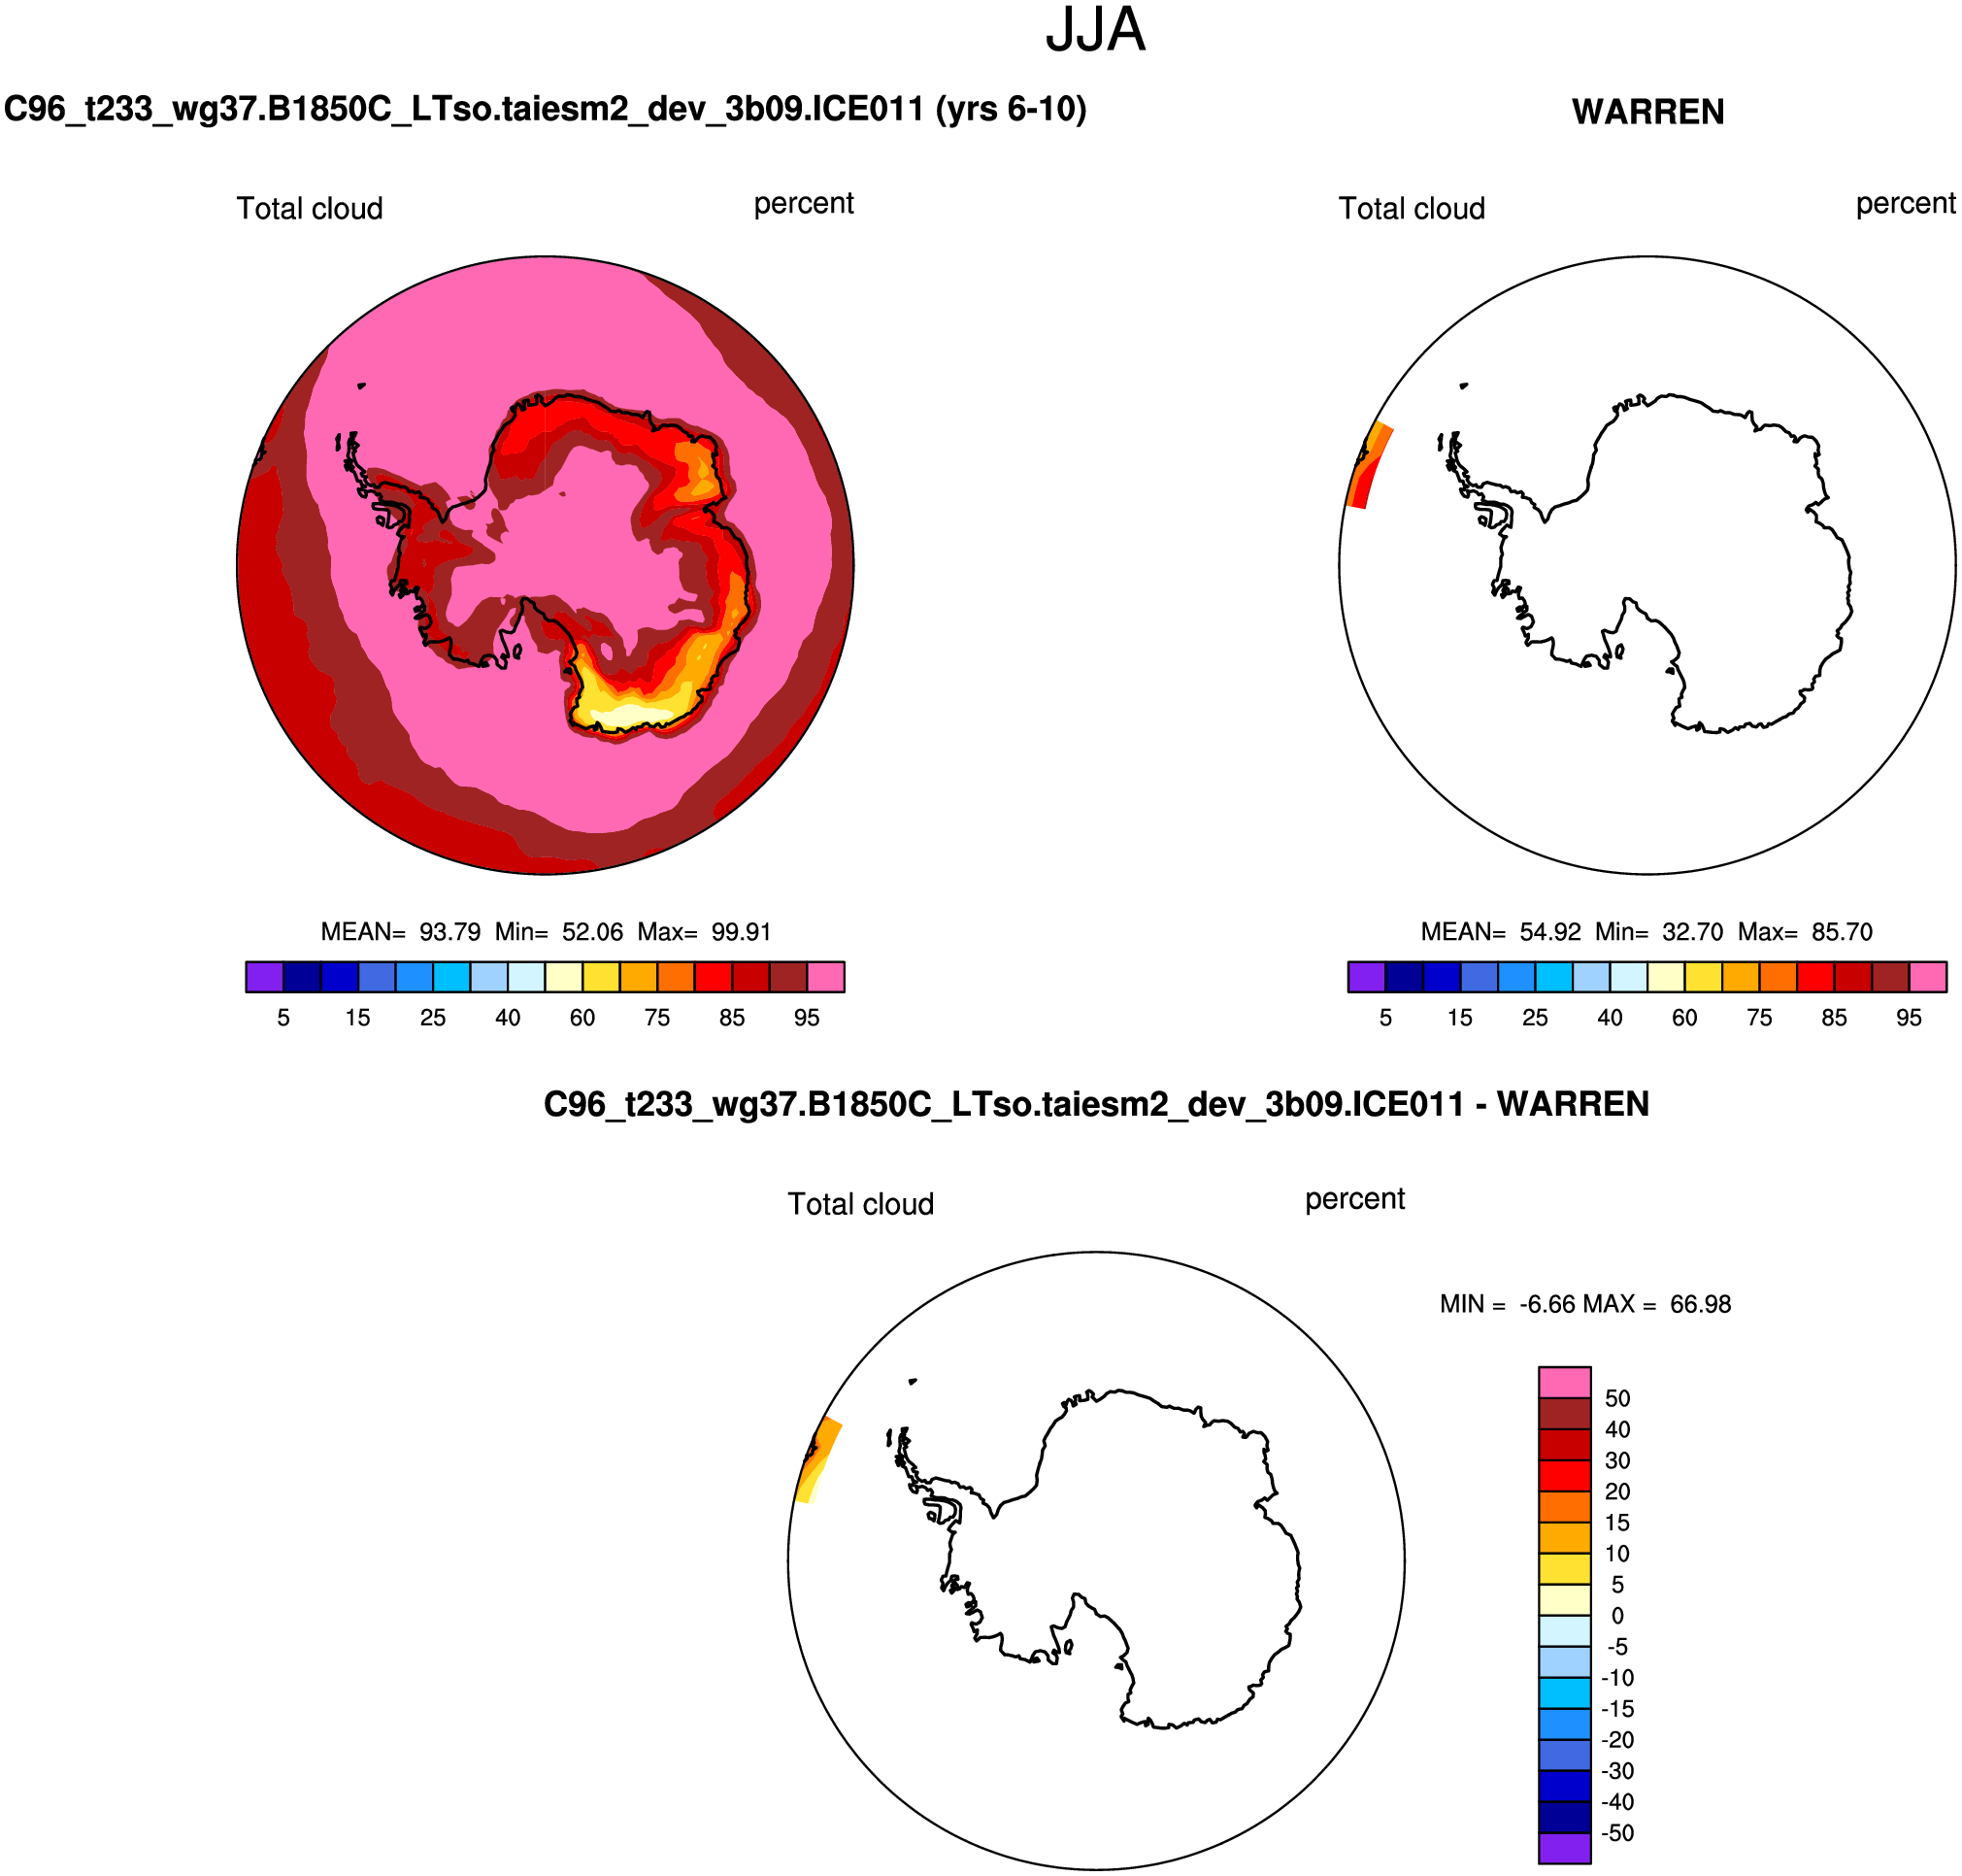 JJA
C96_t233_wg37.B1850C_LTso.taiesm2_dev_3b09.ICE011 (yrs 6-10)
WARREN
Total cloud percent
Total cloud percent
MEAN= 93.79 Min= 52.06 Max= 99.91
5 15 25 40 60 75 85 95
MEAN= 54.92 Min= 32.70 Max= 85.70
5 15 25 40 60 75 85 95
C96_t233_wg37.B1850C_LTso.taiesm2_dev_3b09.ICE011 - WARREN
Total cloud percent
MIN = -6.66 MAX = 66.98
50
40
30
20
15
10
5
0
-5
-10
-15
-20
-30
-40
-50